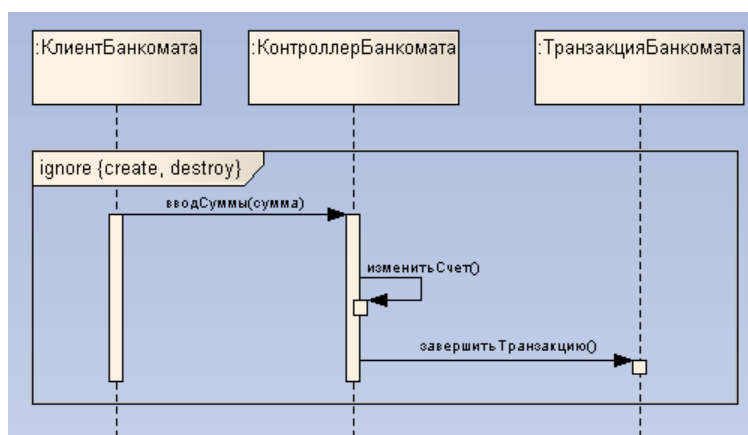 :КлиентБанкомата
:КонтроллерБанкомата
:ТранзакцияБанкомата
ignore {create, destroy}
вводСуммы(сумма)
изменитьСчет()
завершитьТранзакцию()